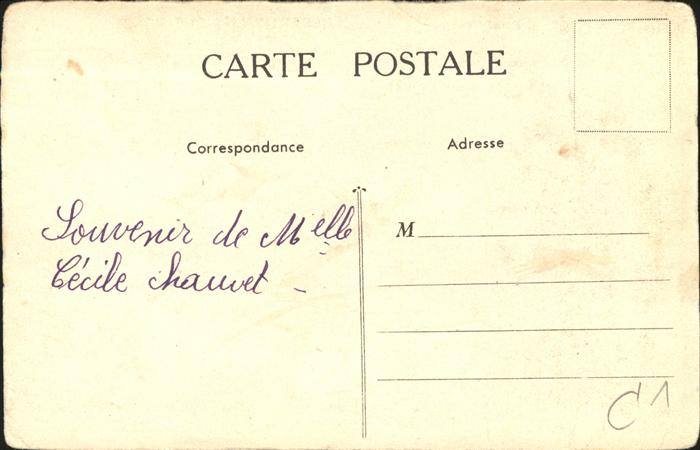 CARTE POSTALE
Correspondance
Adresse
Souvenir de Melle
Cécile Chauvet -
M
C1